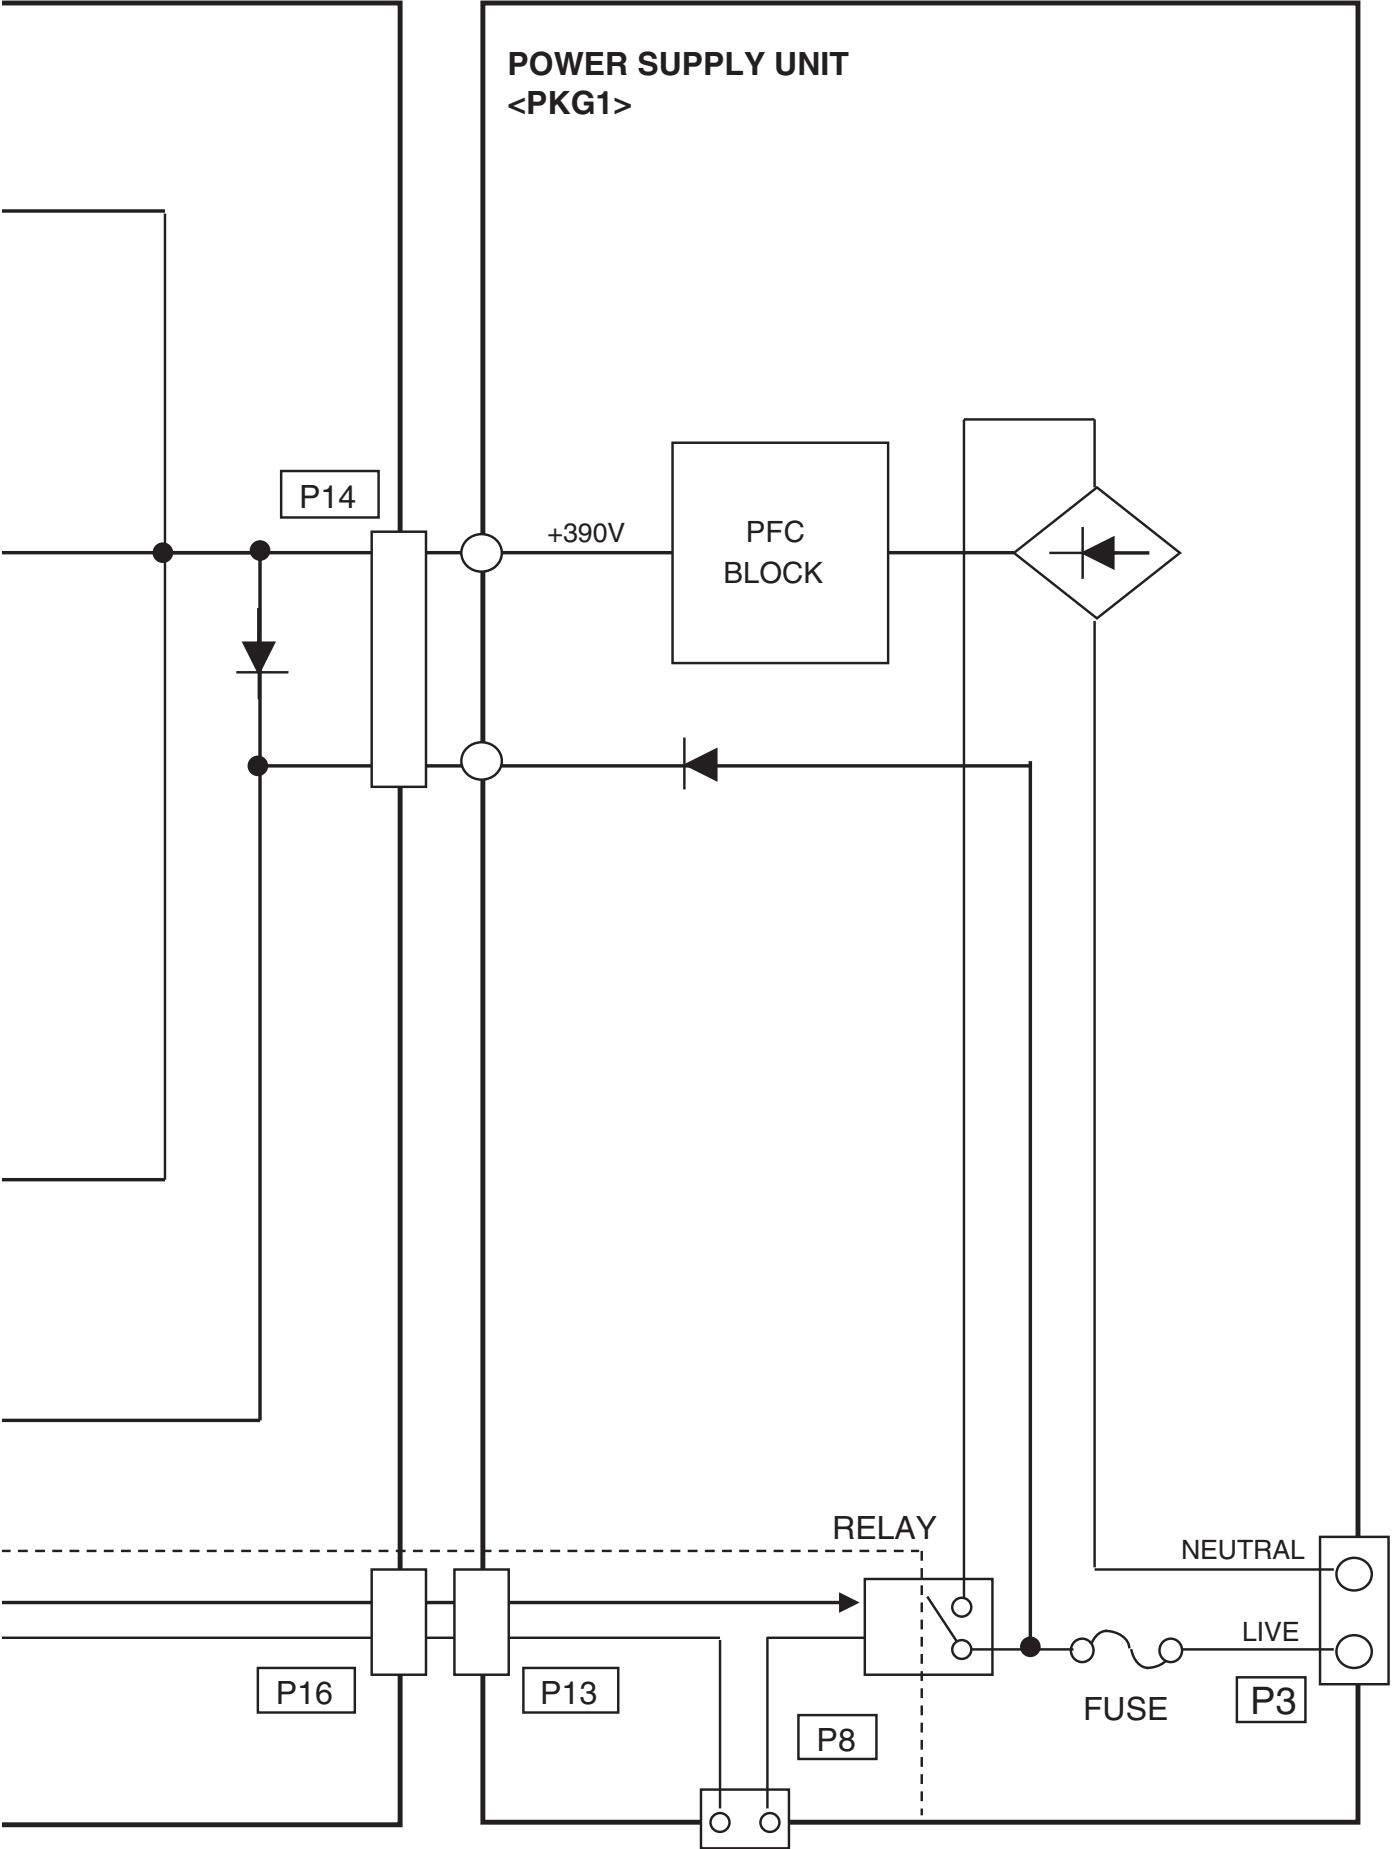 POWER SUPPLY UNIT
<PKG1>
P14
+390V
PFC
BLOCK
RELAY
NEUTRAL
LIVE
P16
P13
P8
FUSE
P3